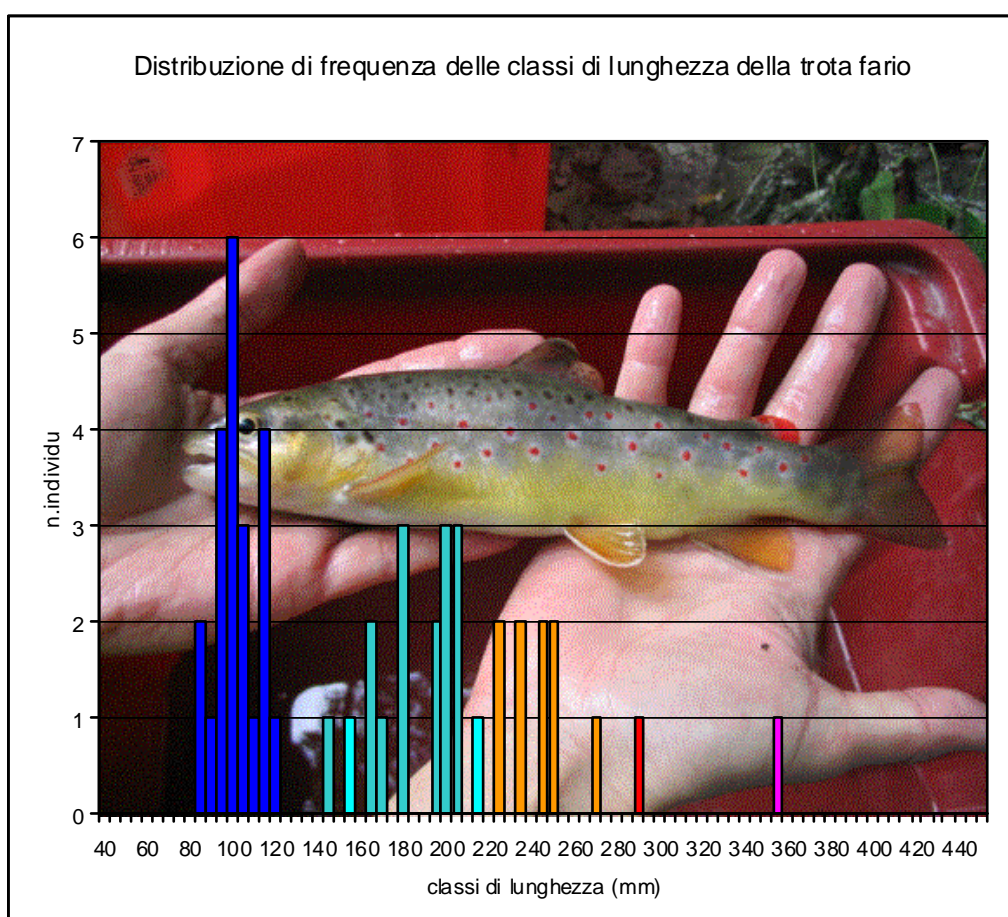 Distribuzione di frequenza delle classi di lunghezza della trota fario
7
6
5
4
3
2
1
0
n.individu
40 60 80 100 120 140 160 180 200 220 240 260 280 300 320 340 360 380 400 420 440
classi di lunghezza (mm)